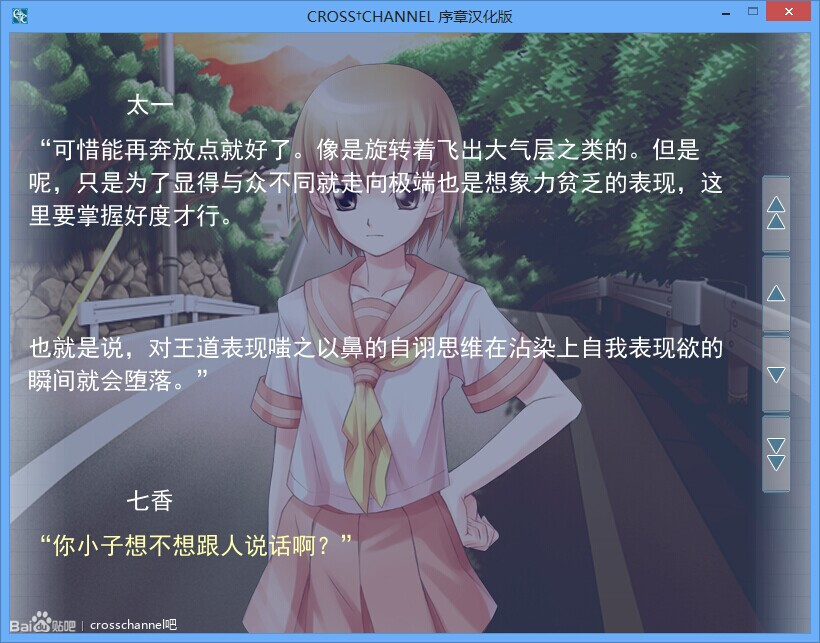 CROSS†CHANNEL 序章汉化版
太一
“可惜能再奔放点就好了。像是旋转着飞出大气层之类的。但是
呢，只是为了显得与众不同就走向极端也是想象力贫乏的表现，这
里要掌握好度才行。
也就是说，对王道表现嗤之以鼻的自诩思维在沾染上自我表现欲的
瞬间就会堕落。”
七香
“你小子想不想跟人说话啊？”
Bai du 贴吧 | crosschannel吧